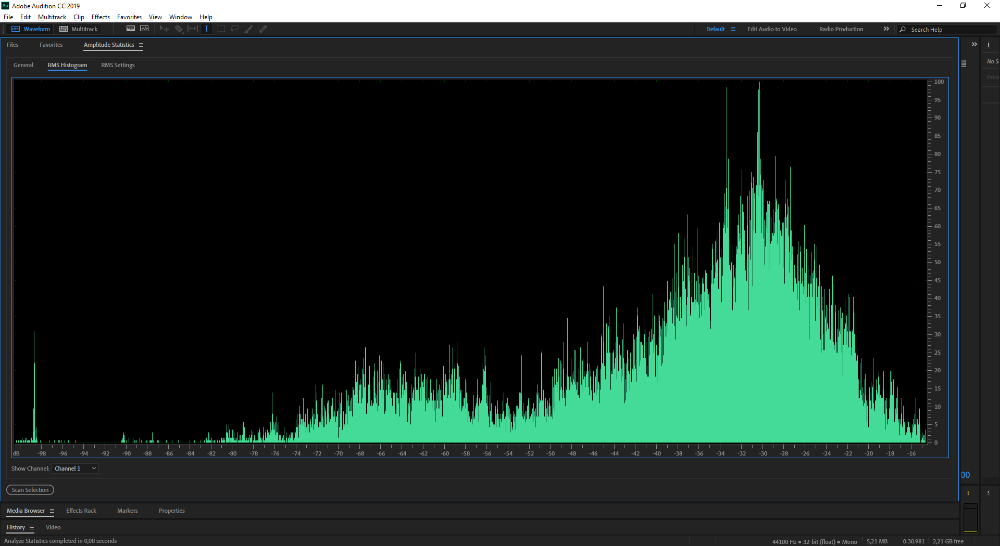 Au Adobe Audition CC 2019
File Edit Multitrack Clip Effects Favorites View Window Help
Waveform Multitrack Default Edit Audio to Video Radio Production Search Help
Files Favorites Amplitude Statistics
General RMS Histogram RMS Settings
No S
Pres
100
95
90
85
80
75
70
65
60
55
50
45
40
35
30
25
20
15
10
5
0
dB -98 -96 -94 -92 -90 -88 -86 -84 -82 -80 -78 -76 -74 -72 -70 -68 -66 -64 -62 -60 -58 -56 -54 -52 -50 -48 -46 -44 -42 -40 -38 -36 -34 -32 -30 -28 -26 -24 -22 -20 -18 -16
Show Channel: Channel 1
00
Scan Selection
Media Browser Effects Rack Markers Properties
History Video
Analyze Statistics completed in 0,08 seconds 44100 Hz • 32-bit (float) • Mono 5,21 MB 0:30.981 2,21 GB free